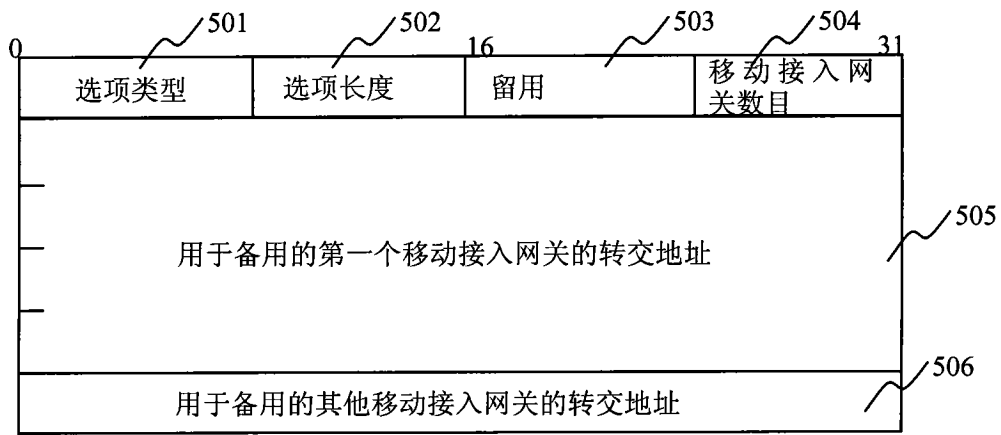 501
502
503
504
0
16
31
选项类型
选项长度
留用
移动接入网
关数目
505
用于备用的第一个移动接入网关的转交地址
506
用于备用的其他移动接入网关的转交地址